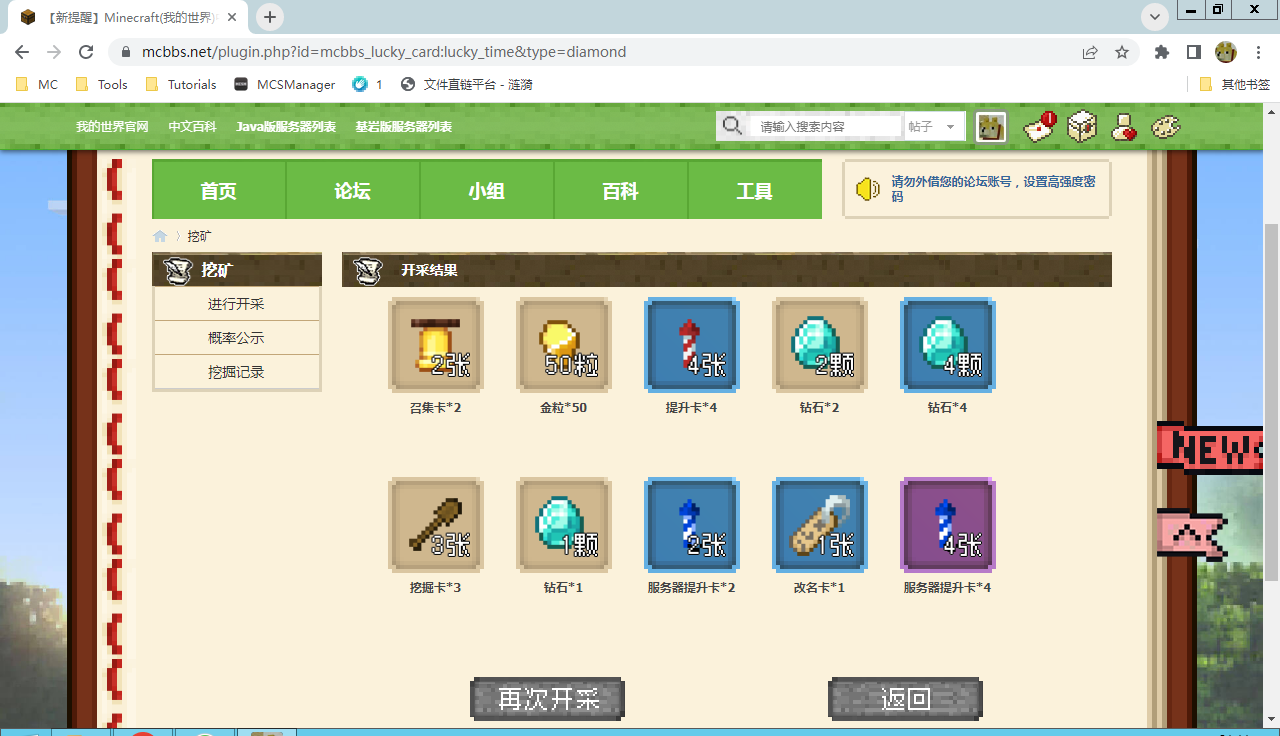 【新提醒】Minecraft(我的世界)
mcbbs.net/plugin.php?id=mcbbs_lucky_card:lucky_time&type=diamond
MC Tools Tutorials MCSManager 1 文件直链平台 - 涟漪 其他书签
我的世界官网 中文百科 Java版服务器列表 基岩版服务器列表 请输入搜索内容 帖子
首页 论坛 小组 百科 工具
请勿外借您的论坛账号，设置高强度密
码
挖矿
挖矿
进行开采
概率公示
挖掘记录
开采结果
2张 50粒 4张 2颗 4颗
召集卡*2 金粒*50 提升卡*4 钻石*2 钻石*4
3张 1颗 2张 1张 4张
挖掘卡*3 钻石*1 服务器提升卡*2 改名卡*1 服务器提升卡*4
NEW
再次开采 返回